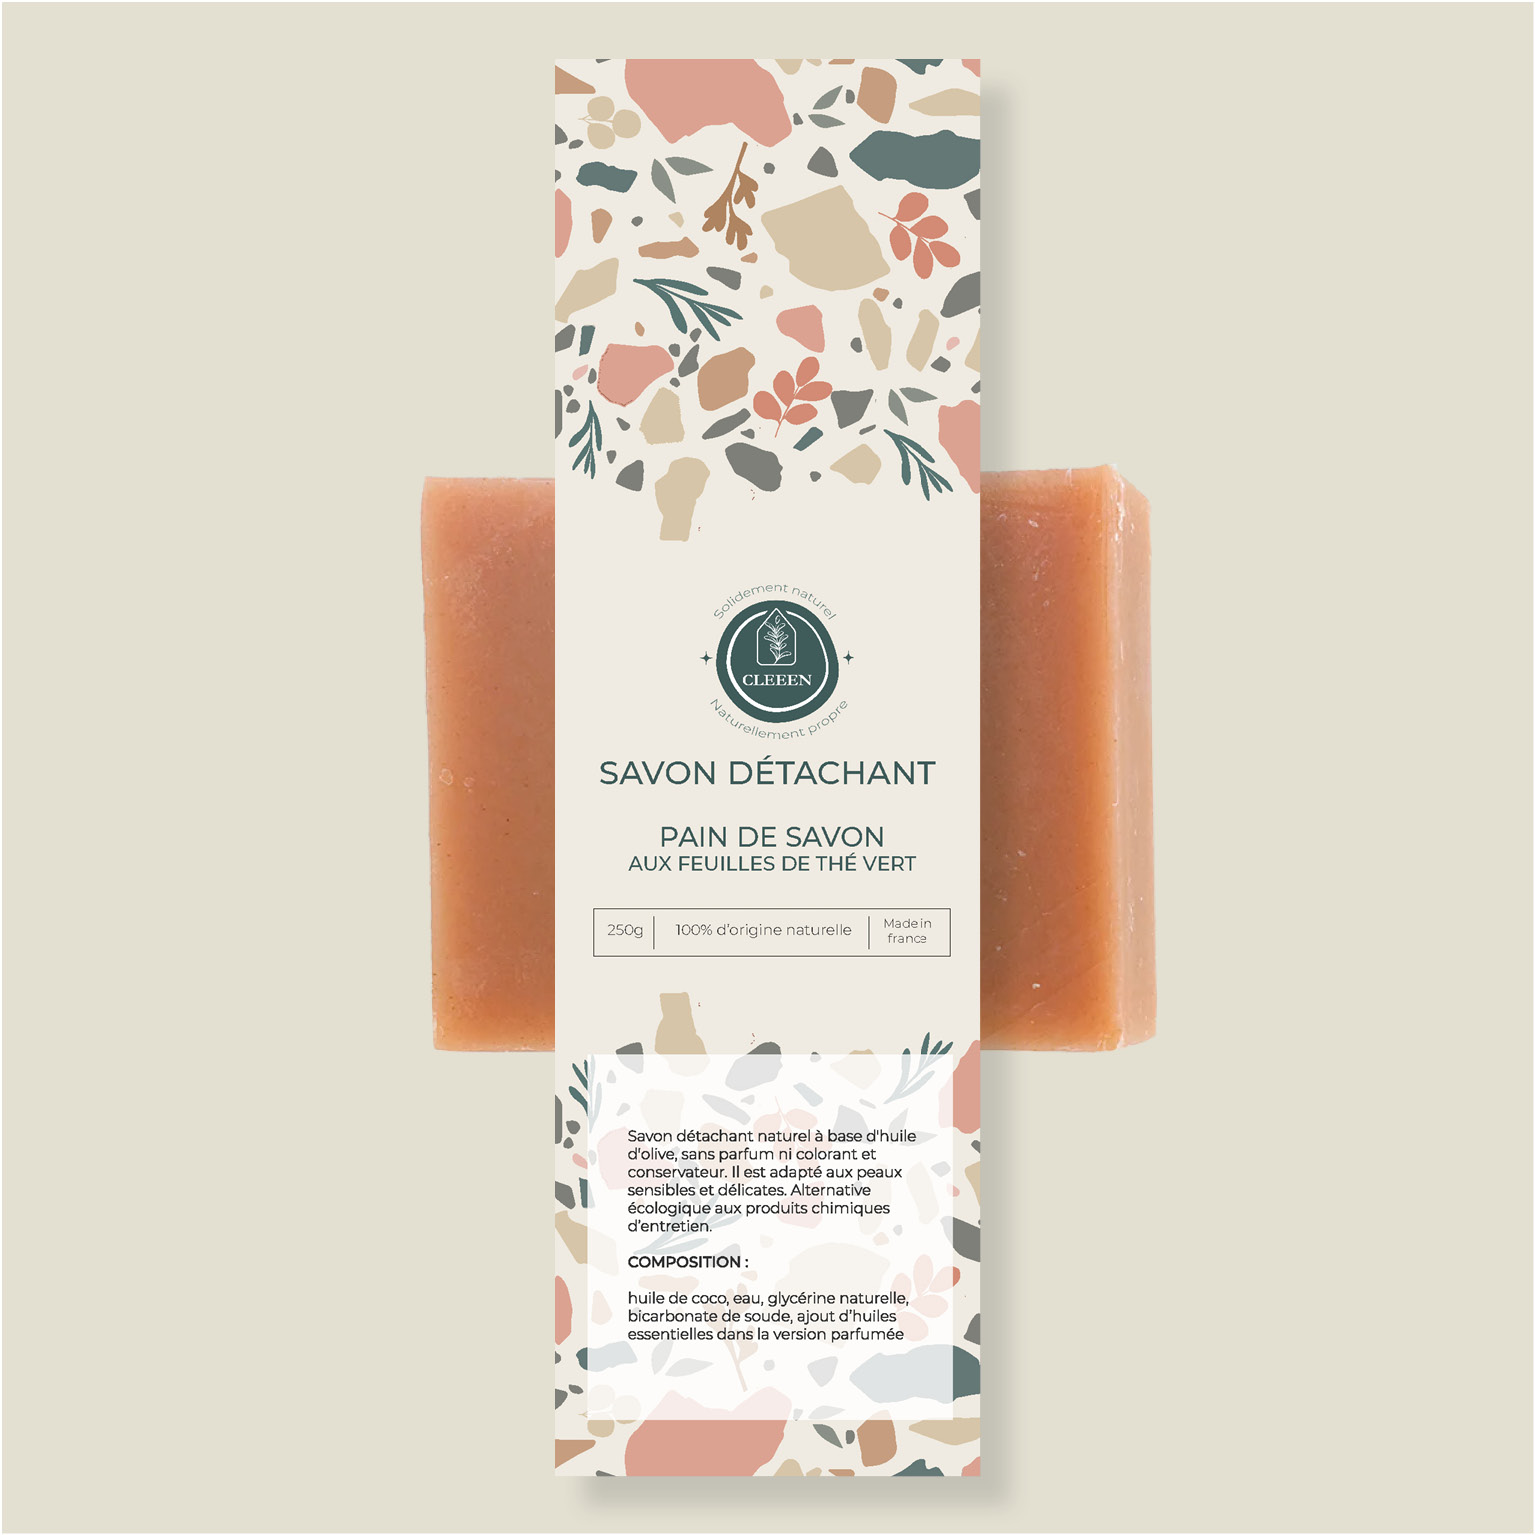 Solidement naturel
CLEEEN
Naturellement propre
SAVON DÉTACHANT
PAIN DE SAVON
AUX FEUILLES DE THÉ VERT
250g
100% d'origine naturelle
Made in
france
Savon détachant naturel à base d'huile
d'olive, sans parfum ni colorant et
conservateur. Il est adapté aux peaux
sensibles et délicates. Alternative
écologique aux produits chimiques
d'entretien.
COMPOSITION :
huile de coco, eau, glycérine naturelle,
bicarbonate de soude, ajout d'huiles
essentielles dans la version parfumée